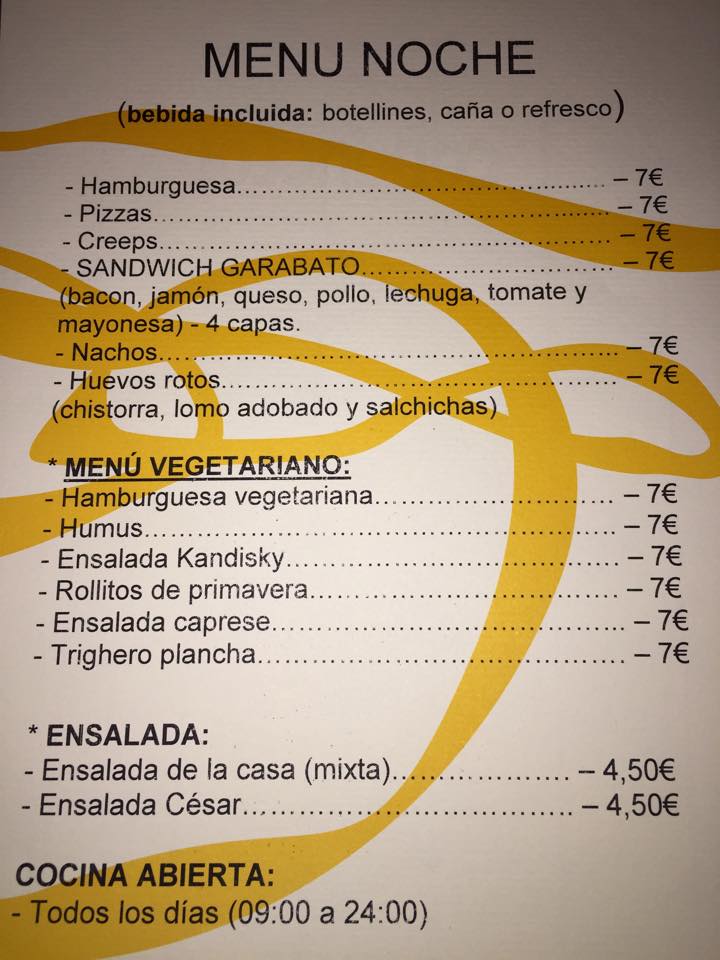 MENU NOCHE
(bebida incluida: botellines, caña o refresco)
- Hamburguesa........................................................ – 7€
- Pizzas................................................................ – 7€
- Creeps................................................................ – 7€
- SANDWICH GARABATO................................... – 7€
(bacon, jamón, queso, pollo, lechuga, tomate y
mayonesa) - 4 capas.
- Nachos................................................................ – 7€
- Huevos rotos....................................................... – 7€
(chistorra, lomo adobado y salchichas)
* MENÚ VEGETARIANO:
- Hamburguesa vegetariana................................. – 7€
- Humus................................................................. – 7€
- Ensalada Kandisky.............................................. – 7€
- Rollitos de primavera........................................... – 7€
- Ensalada caprese................................................ – 7€
- Trighero plancha.................................................. – 7€
* ENSALADA:
- Ensalada de la casa (mixta)....................... – 4,50€
- Ensalada César.......................................... – 4,50€
COCINA ABIERTA:
- Todos los días (09:00 a 24:00)